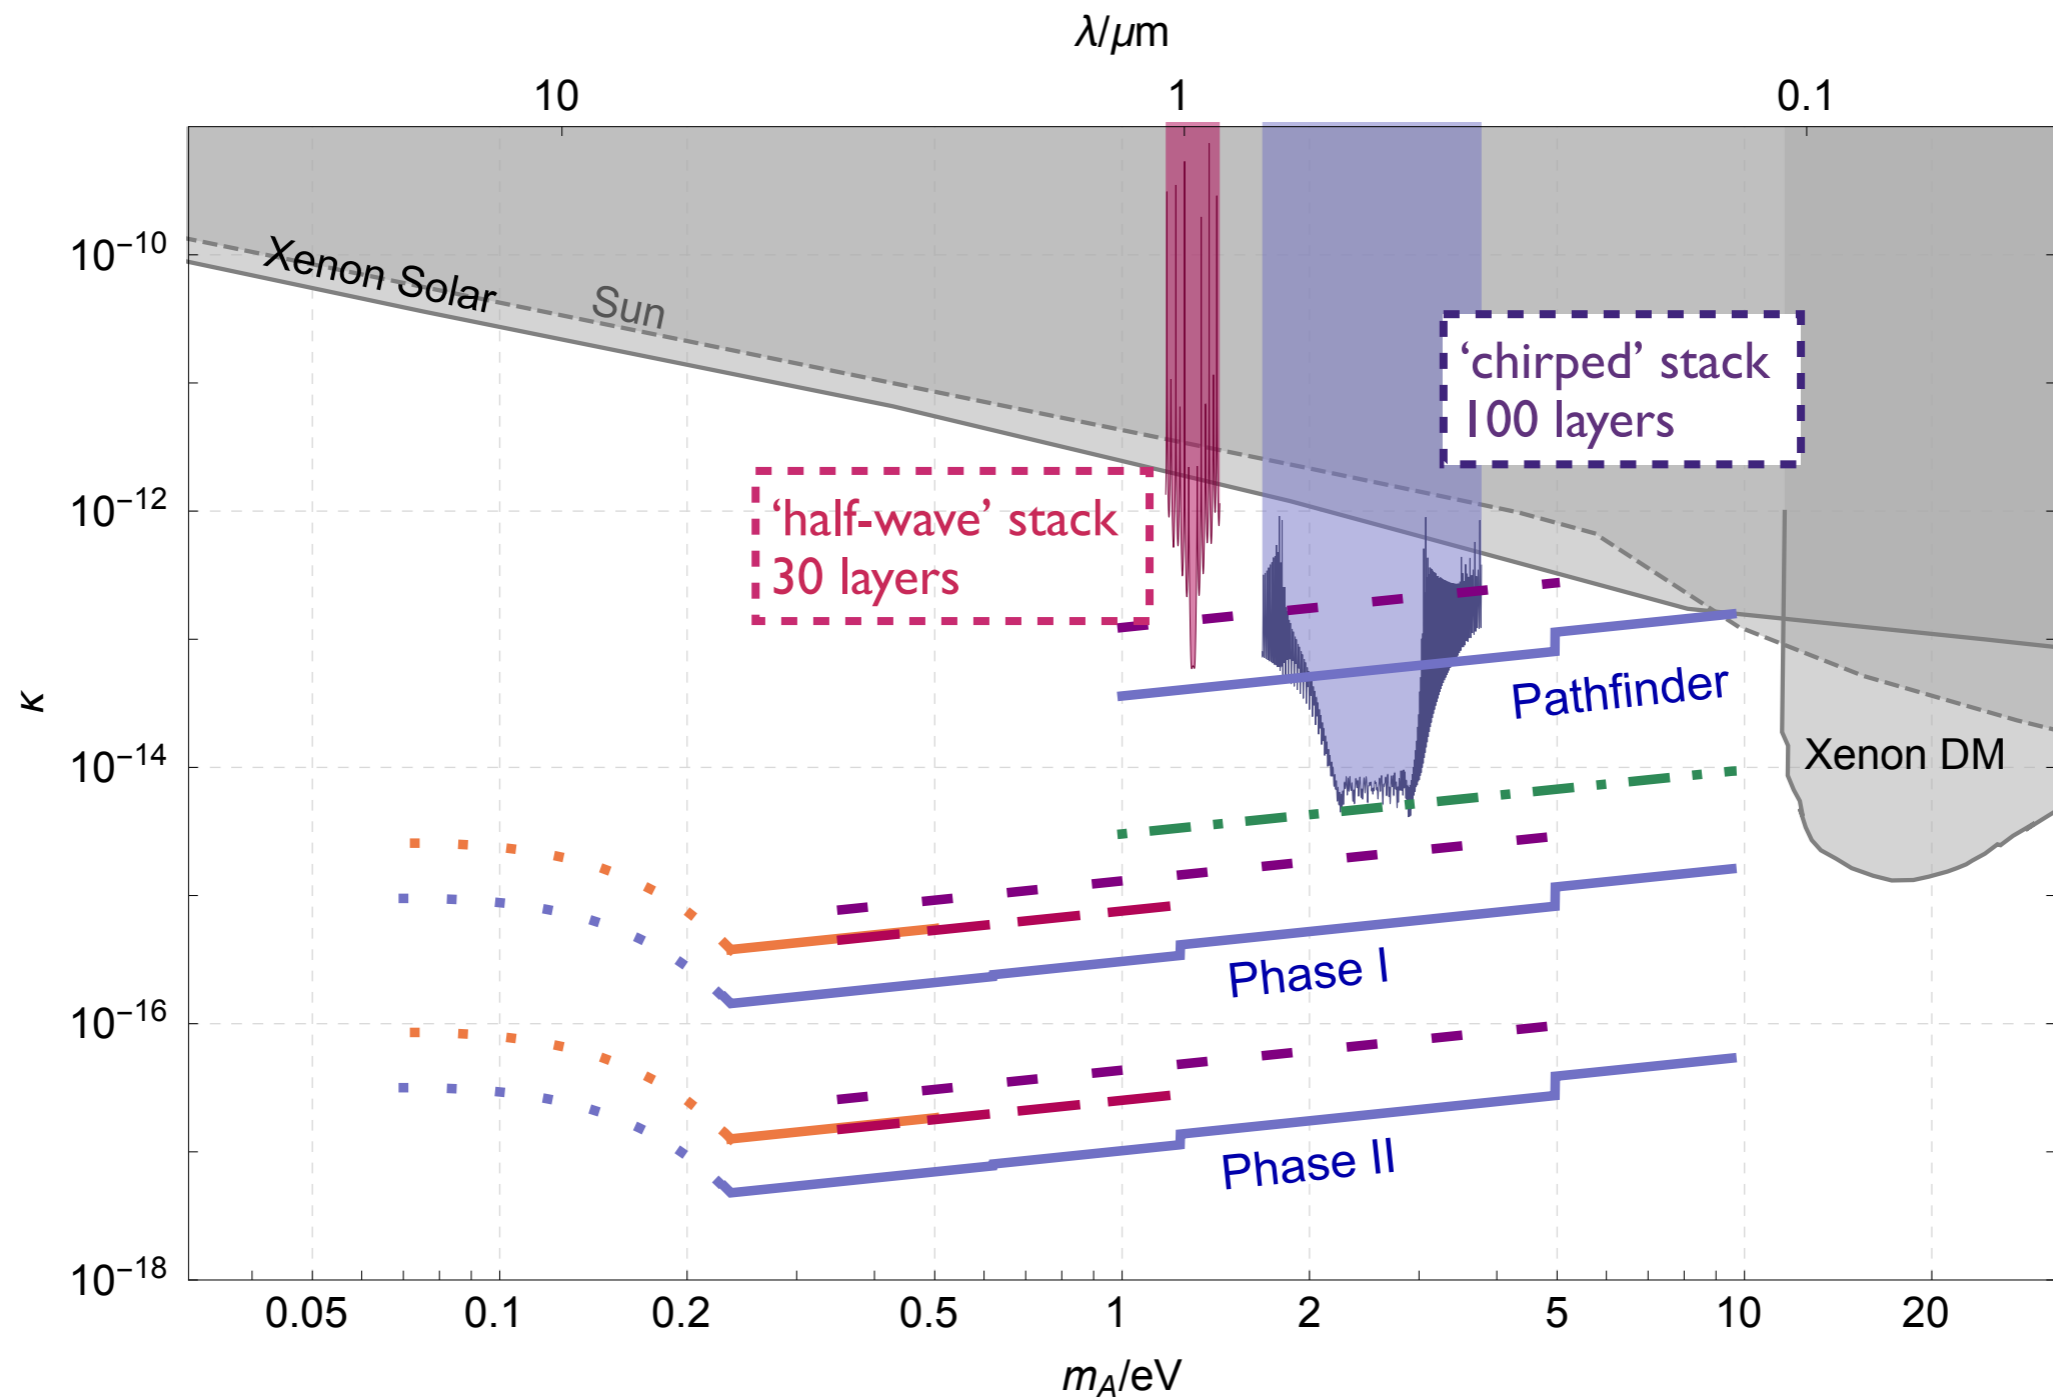 λ/μm
10 1 0.1
10⁻¹⁰
10⁻¹²
10⁻¹⁴
10⁻¹⁶
10⁻¹⁸
κ
Xenon Solar
Sun
‘chirped’ stack
100 layers
‘half-wave’ stack
30 layers
Pathfinder
Xenon DM
Phase I
Phase II
0.05 0.1 0.2 0.5 1 2 5 10 20
m_A/eV